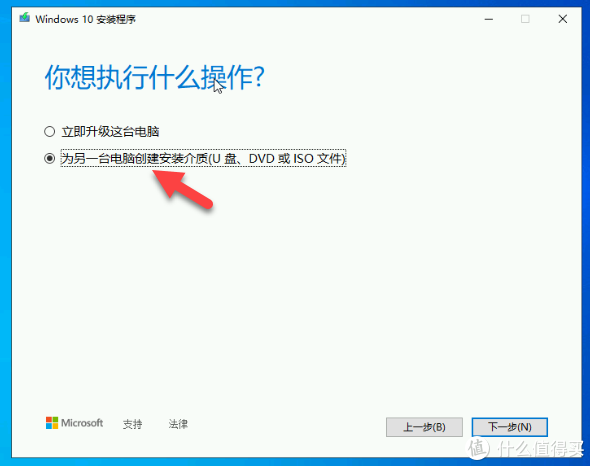 Windows 10 安装程序
你想执行什么操作?
立即升级这台电脑
为另一台电脑创建安装介质(U 盘、DVD 或 ISO 文件)
Microsoft 支持 法律
上一步(B) 下一步(N)
值 什么值得买